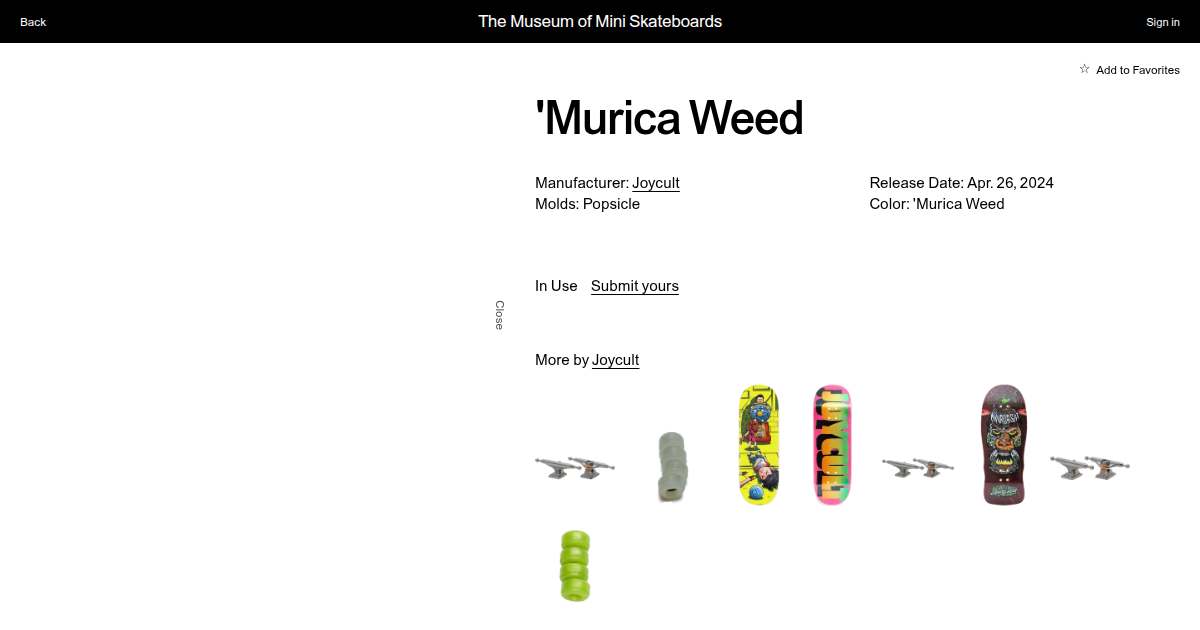 Back
The Museum of Mini Skateboards
Sign in
☆ Add to Favorites
'Murica Weed
Manufacturer: Joycult
Release Date: Apr. 26, 2024
Molds: Popsicle
Color: 'Murica Weed
In Use Submit yours
Close
More by Joycult
JOYCULT